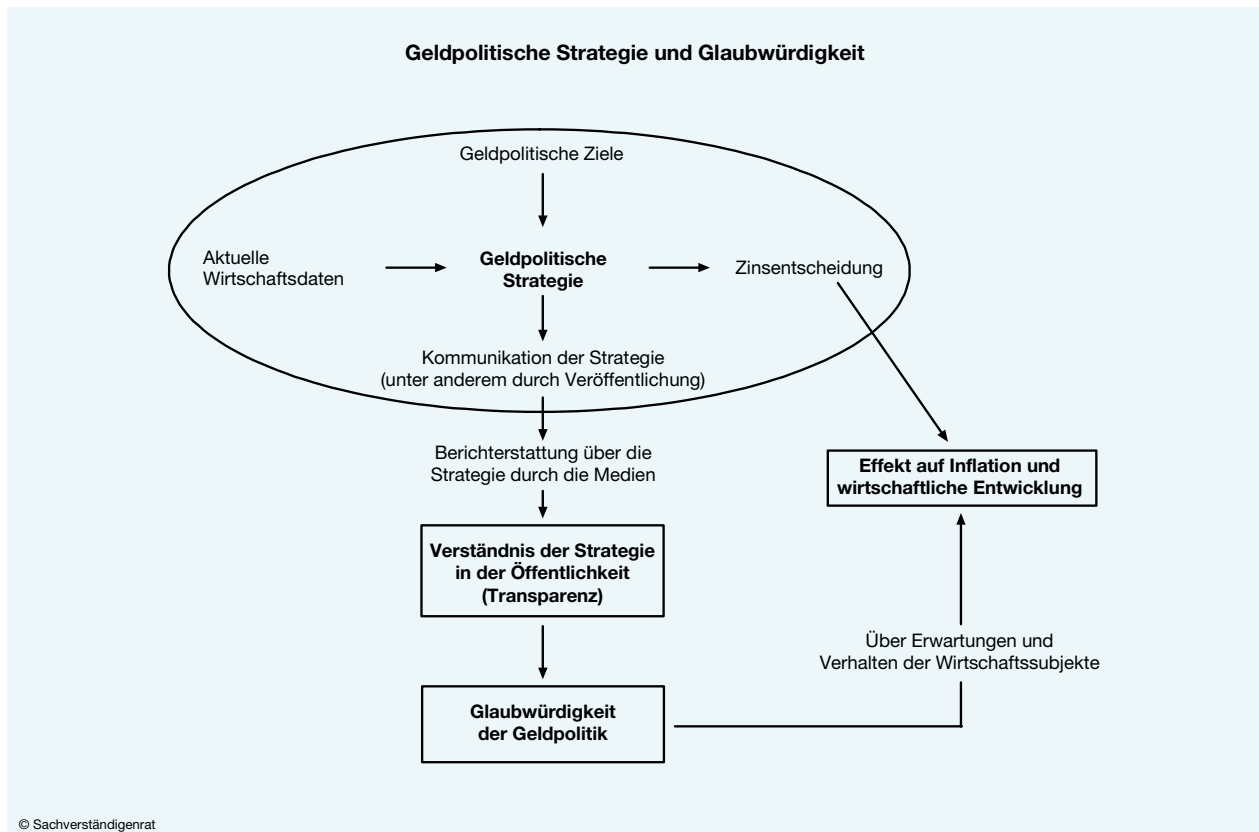 Geldpolitische Strategie und Glaubwürdigkeit
Geldpolitische Ziele
Aktuelle
Wirtschaftsdaten
Geldpolitische
Strategie
Zinsentscheidung
Kommunikation der Strategie
(unter anderem durch Veröffentlichung)
Berichterstattung über die
Strategie durch die Medien
Effekt auf Inflation und
wirtschaftliche Entwicklung
Verständnis der Strategie
in der Öffentlichkeit
(Transparenz)
Über Erwartungen und
Verhalten der Wirtschaftssubjekte
Glaubwürdigkeit
der Geldpolitik
© Sachverständigenrat